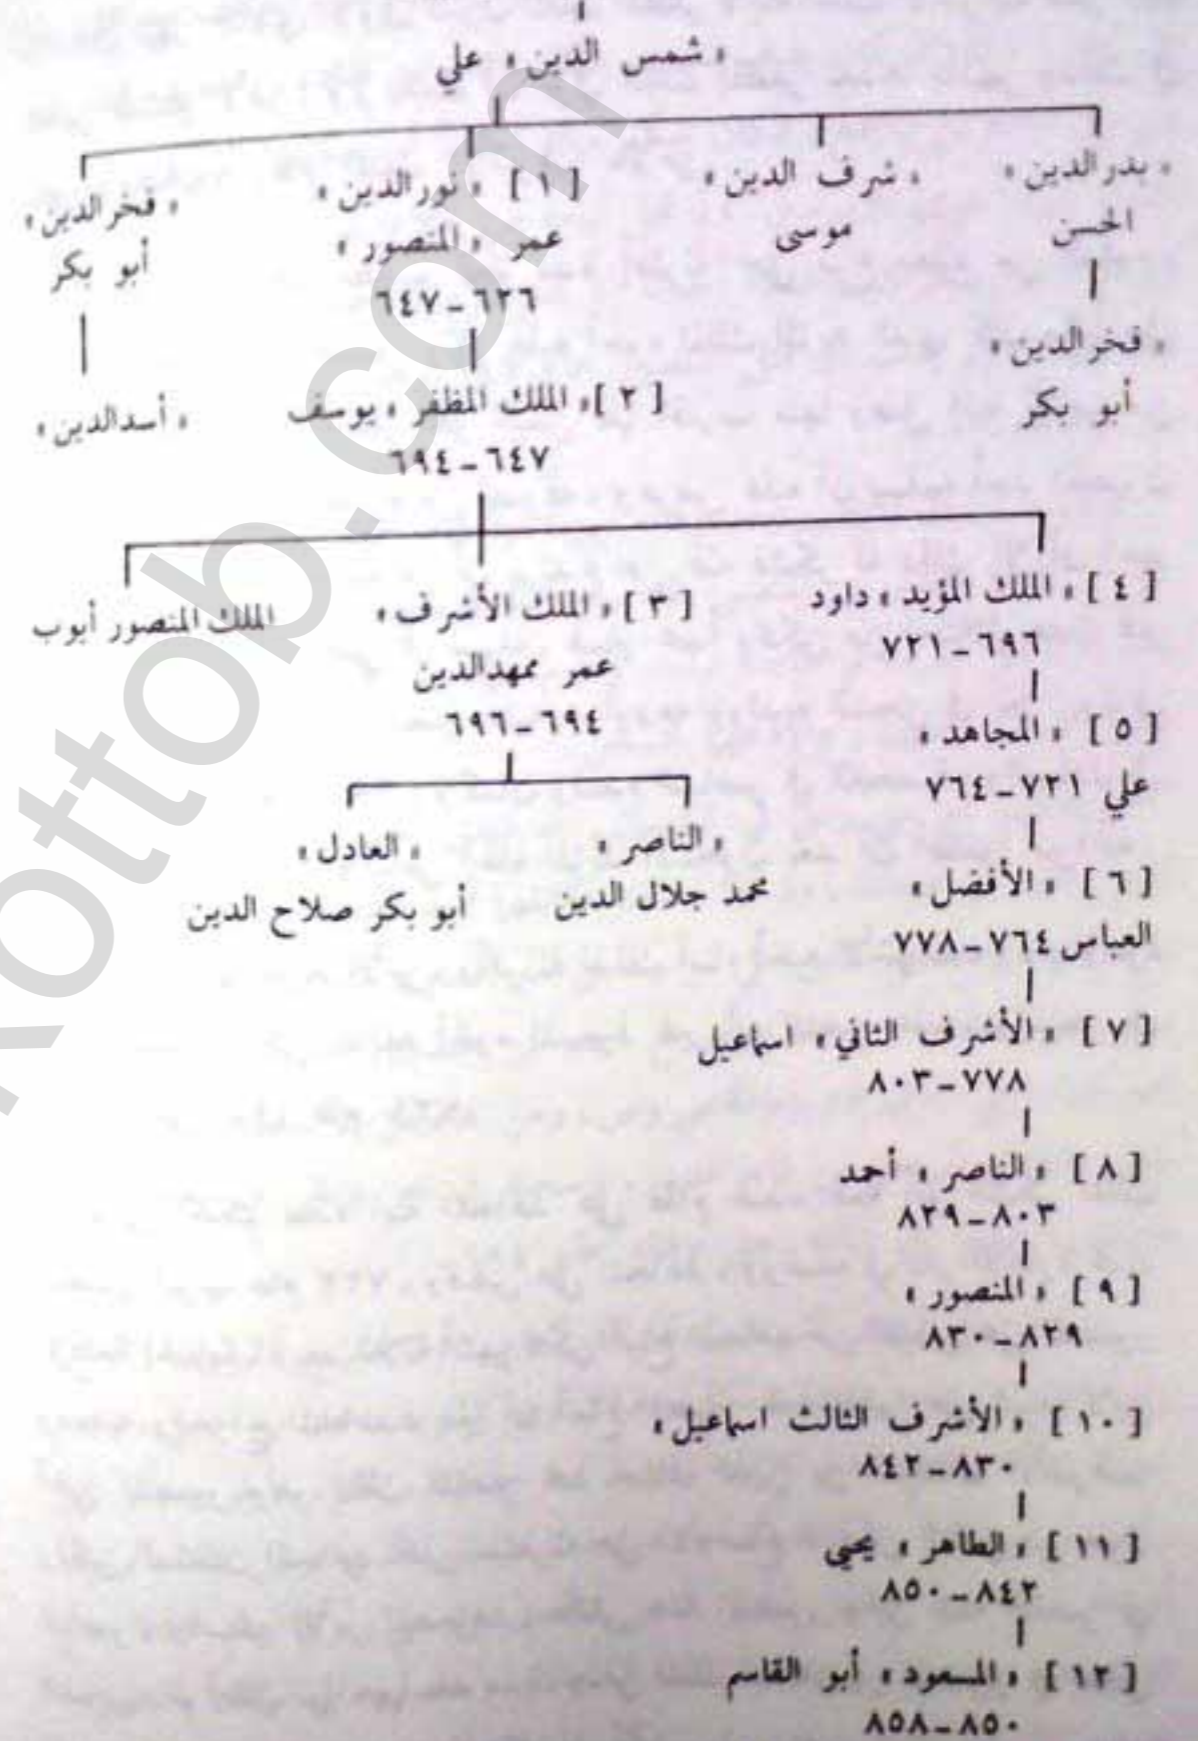 « شمس الدين » علي
« بدر الدين » « شرف الدين » [ ١ ] « نور الدين » « فخر الدين »
الحسن موسى عمر « المنصور » أبو بكر
٦٢٦-٦٤٧
« فخر الدين »
أبو بكر
[ ٢ ] « الملك المظفر » يوسف « أسد الدين »
٦٤٧-٦٩٤
[ ٤ ] « الملك المؤيد » داود [ ٣ ] « الملك الأشرف » الملك المنصور أيوب
٦٩٦-٧٢١ عمر ممهد الدين
٦٩٤-٦٩٦
[ ٥ ] « المجاهد »
علي ٧٢١-٧٦٤
« الناصر » « العادل »
محمد جلال الدين أبو بكر صلاح الدين
[ ٦ ] « الأفضل »
العباس ٧٦٤-٧٧٨
[ ٧ ] « الأشرف الثاني » اسماعيل
٧٧٨-٨٠٣
[ ٨ ] « الناصر » أحمد
٨٠٣-٨٢٩
[ ٩ ] « المنصور »
٨٢٩-٨٣٠
[ ١٠ ] « الأشرف الثالث اسماعيل »
٨٣٠-٨٤٢
[ ١١ ] « الطاهر » يحيى
٨٤٢-٨٥٠
[ ١٢ ] « المسعود » أبو القاسم
٨٥٠-٨٥٨
kottob.com